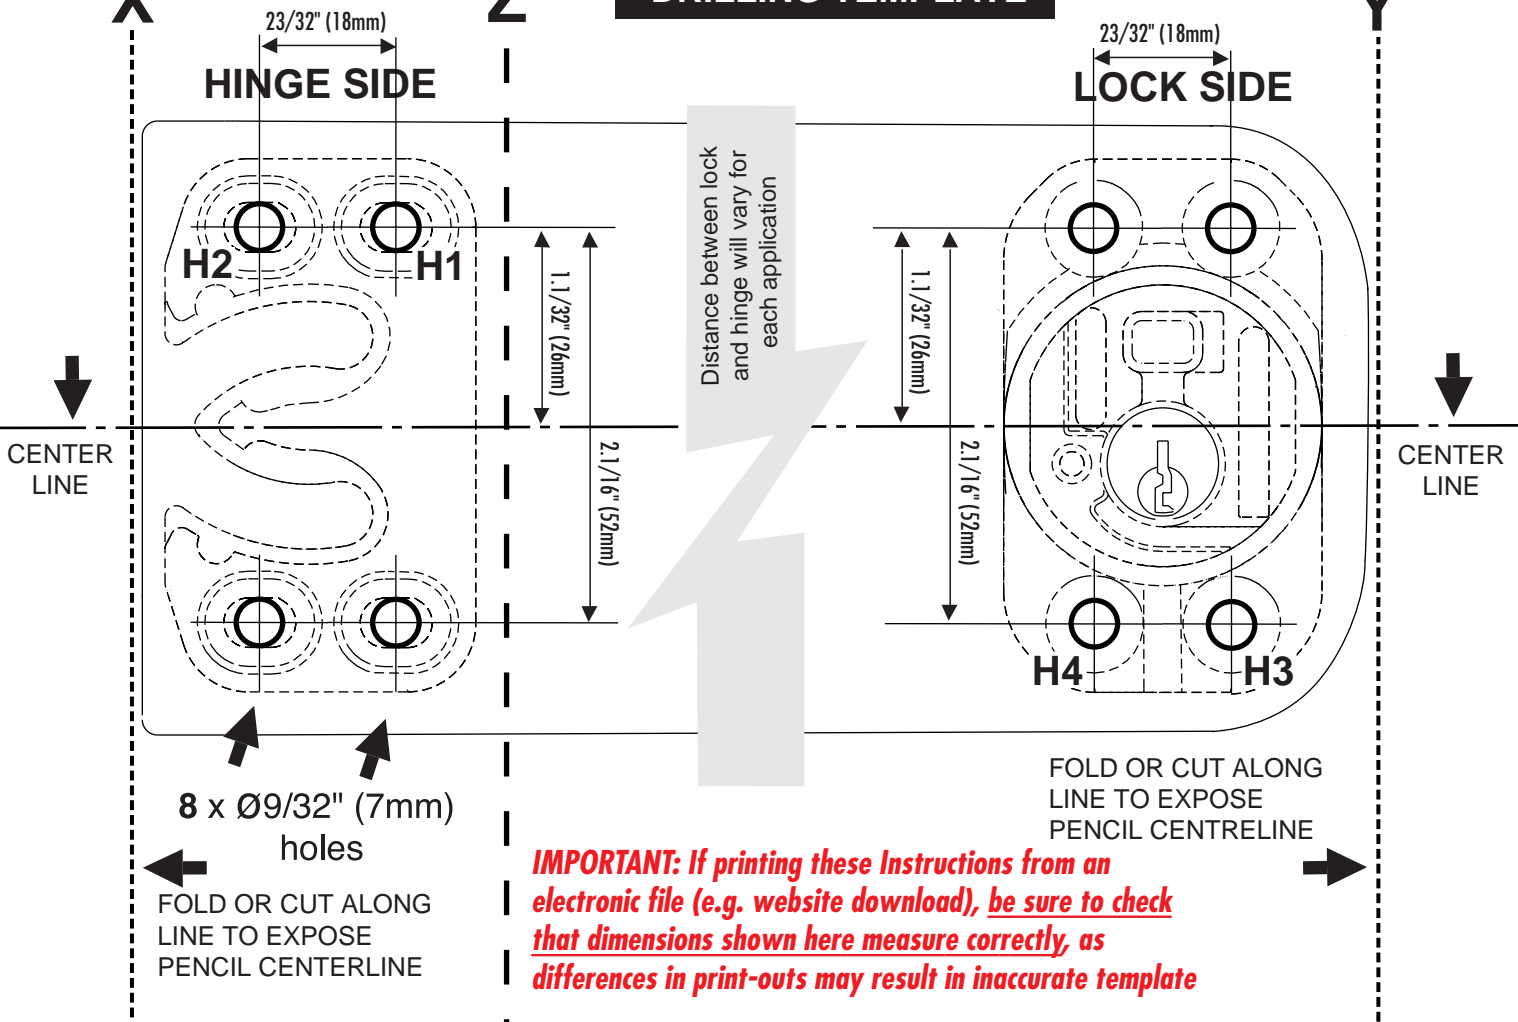 X
Z
DRILLING TEMPLATE
Y
23/32" (18mm)
23/32" (18mm)
HINGE SIDE
LOCK SIDE
H2
H1
1.1/32" (26mm)
2.1/16" (52mm)
Distance between lock
and hinge will vary for
each application
1.1/32" (26mm)
2.1/16" (52mm)
CENTER
LINE
CENTER
LINE
H4
H3
8 x Ø9/32" (7mm)
holes
FOLD OR CUT ALONG
LINE TO EXPOSE
PENCIL CENTERLINE
FOLD OR CUT ALONG
LINE TO EXPOSE
PENCIL CENTRELINE
IMPORTANT: If printing these Instructions from an
electronic file (e.g. website download), be sure to check
that dimensions shown here measure correctly, as
differences in print-outs may result in inaccurate template